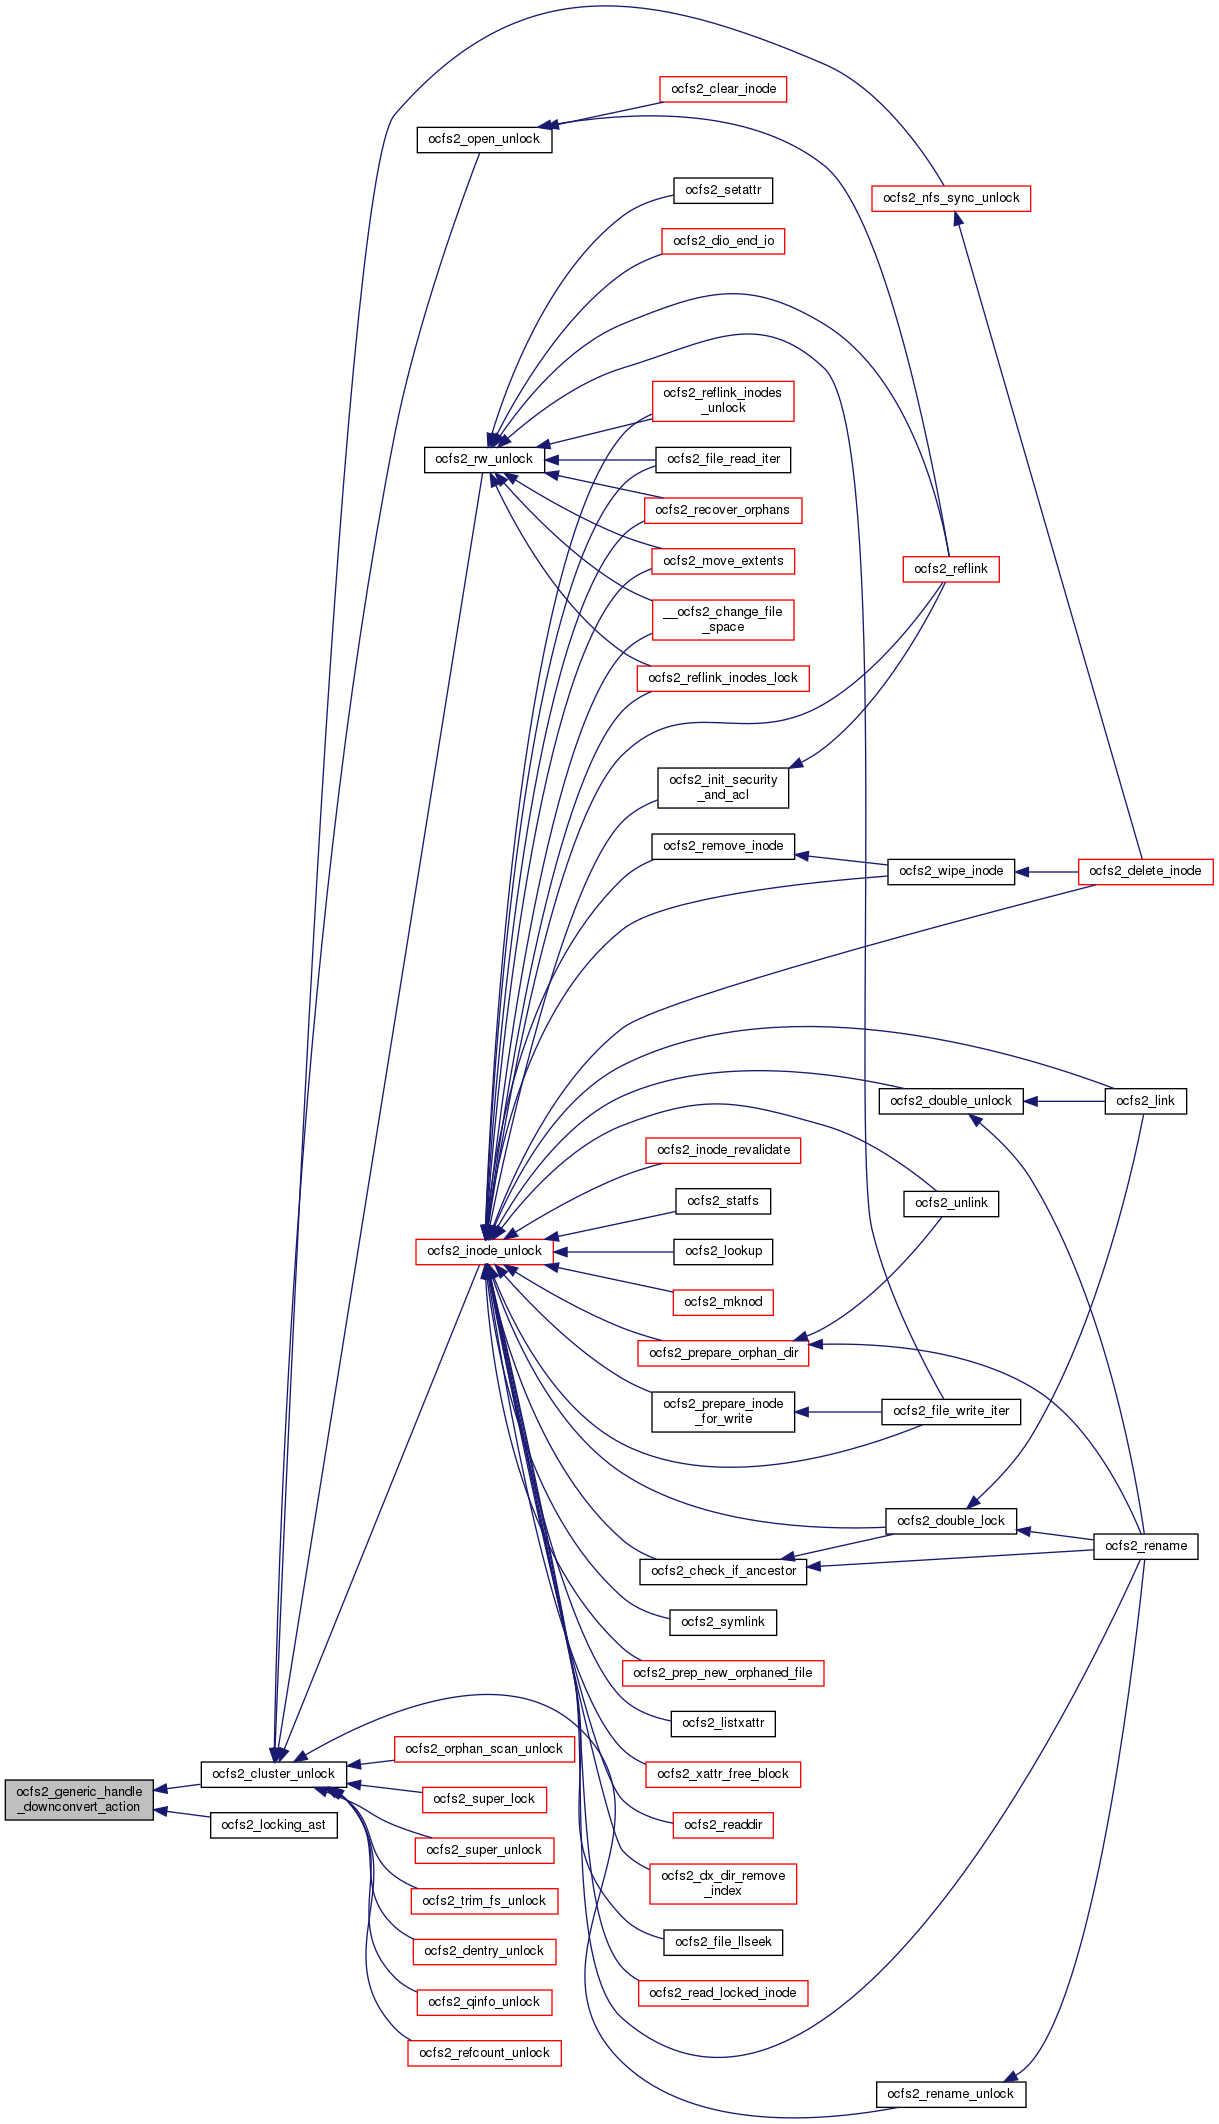 ocfs2_clear_inode
ocfs2_open_unlock
ocfs2_setattr
ocfs2_nfs_sync_unlock
ocfs2_dio_end_io
ocfs2_reflink_inodes
_unlock
ocfs2_rw_unlock
ocfs2_file_read_iter
ocfs2_recover_orphans
ocfs2_move_extents
ocfs2_reflink
__ocfs2_change_file
_space
ocfs2_reflink_inodes_lock
ocfs2_init_security
_and_acl
ocfs2_remove_inode
ocfs2_wipe_inode
ocfs2_delete_inode
ocfs2_double_unlock
ocfs2_link
ocfs2_inode_revalidate
ocfs2_statfs
ocfs2_unlink
ocfs2_inode_unlock
ocfs2_lookup
ocfs2_mknod
ocfs2_prepare_orphan_dir
ocfs2_prepare_inode
_for_write
ocfs2_file_write_iter
ocfs2_double_lock
ocfs2_rename
ocfs2_check_if_ancestor
ocfs2_symlink
ocfs2_prep_new_orphaned_file
ocfs2_listxattr
ocfs2_orphan_scan_unlock
ocfs2_cluster_unlock
ocfs2_xattr_free_block
ocfs2_generic_handle
_downconvert_action
ocfs2_super_lock
ocfs2_locking_ast
ocfs2_readdir
ocfs2_super_unlock
ocfs2_dx_dir_remove
_index
ocfs2_trim_fs_unlock
ocfs2_file_llseek
ocfs2_dentry_unlock
ocfs2_read_locked_inode
ocfs2_qinfo_unlock
ocfs2_refcount_unlock
ocfs2_rename_unlock